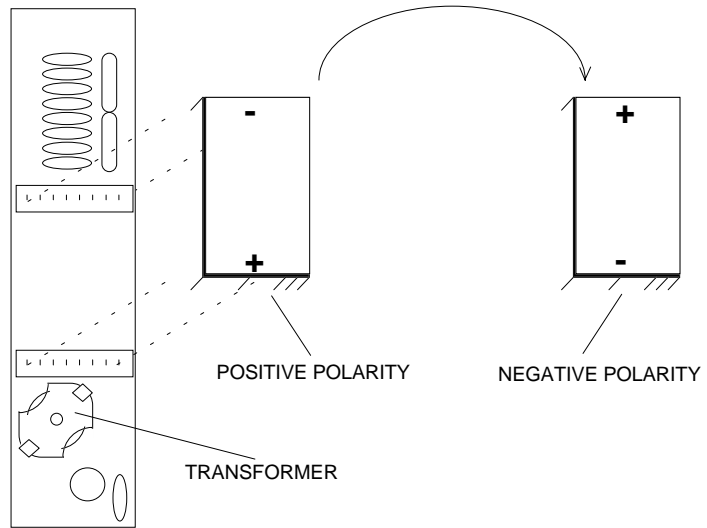 -
+
+
-
POSITIVE POLARITY
NEGATIVE POLARITY
TRANSFORMER